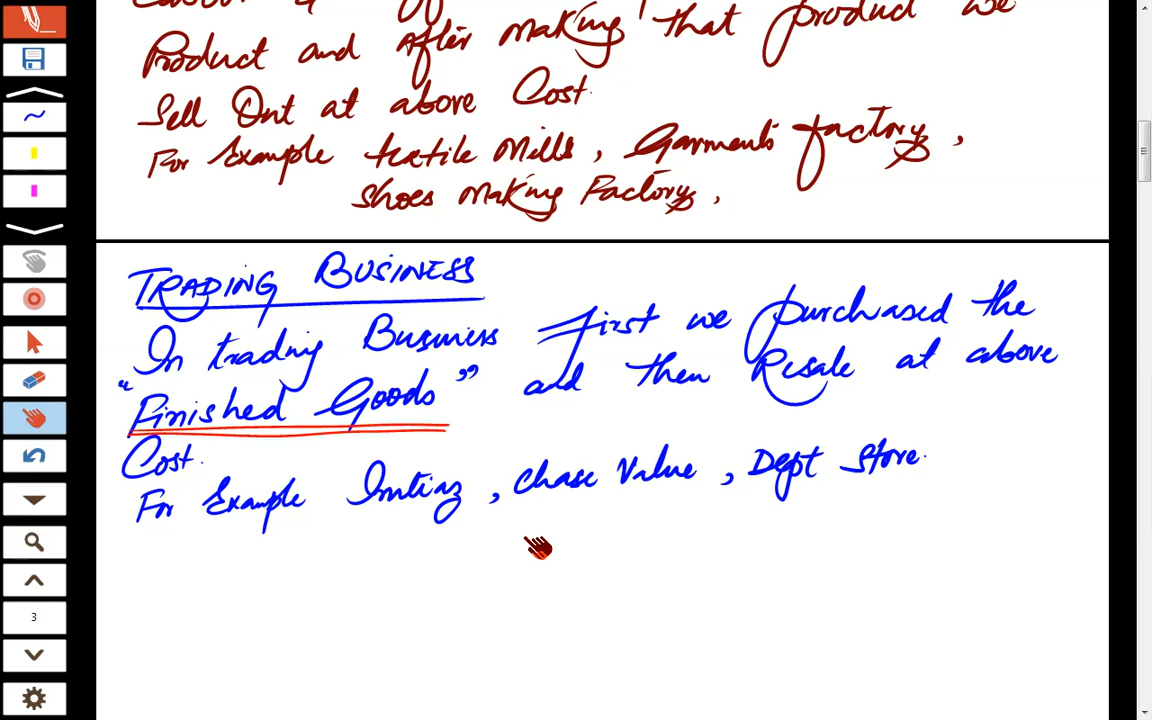 Product and After Making that product we
Sell Out at above Cost.
For Example textile Mills, Garments factory,
Shoes Making Factory,
TRADING BUSINESS
In trading Business first we purchased the
"Finished Goods" and then Resale at above
Cost.
For Example Imtiaz, Chase Value, Dept Store.
3